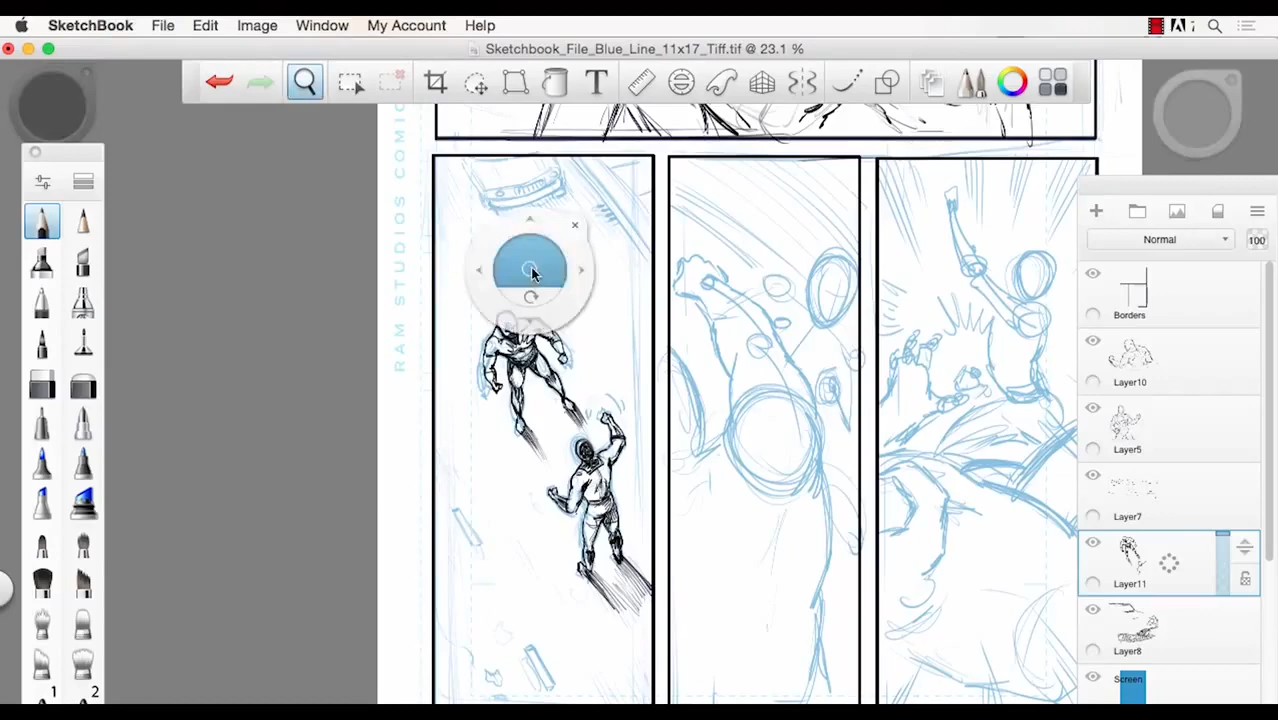 SketchBook File Edit Image Window My Account Help
Sketchbook_File_Blue_Line_11x17_Tiff.tif @ 23.1 %
RAM STUDIOS COMIC
Normal
100
Borders
Layer10
Layer5
Layer7
Layer11
Layer8
Screen
1 2